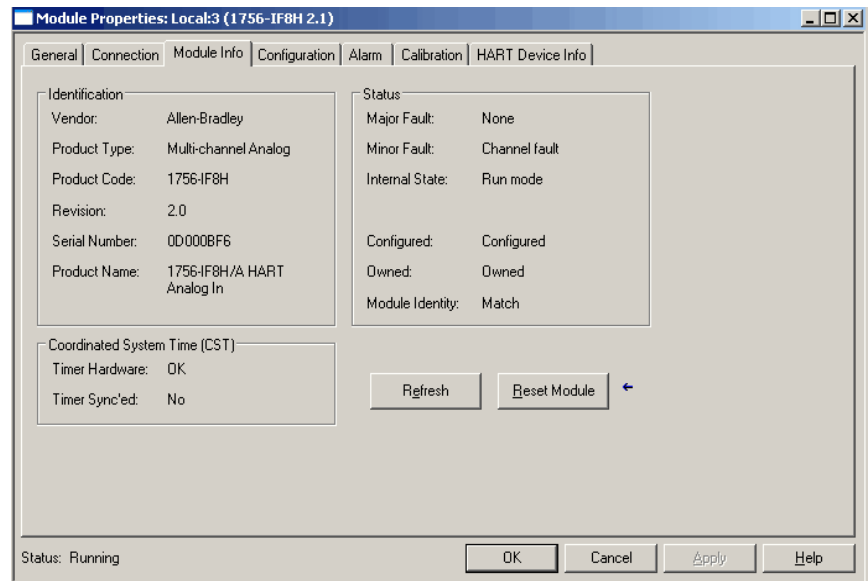 Module Properties: Local:3 (1756-IF8H 2.1)
General Connection Module Info Configuration Alarm Calibration HART Device Info
Identification
Vendor: Allen-Bradley
Product Type: Multi-channel Analog
Product Code: 1756-IF8H
Revision: 2.0
Serial Number: 0D000BF6
Product Name: 1756-IF8H/A HART
Analog In
Status
Major Fault: None
Minor Fault: Channel fault
Internal State: Run mode
Configured: Configured
Owned: Owned
Module Identity: Match
Coordinated System Time (CST)
Timer Hardware: OK
Timer Sync'ed: No
Refresh Reset Module
Status: Running
OK Cancel Apply Help